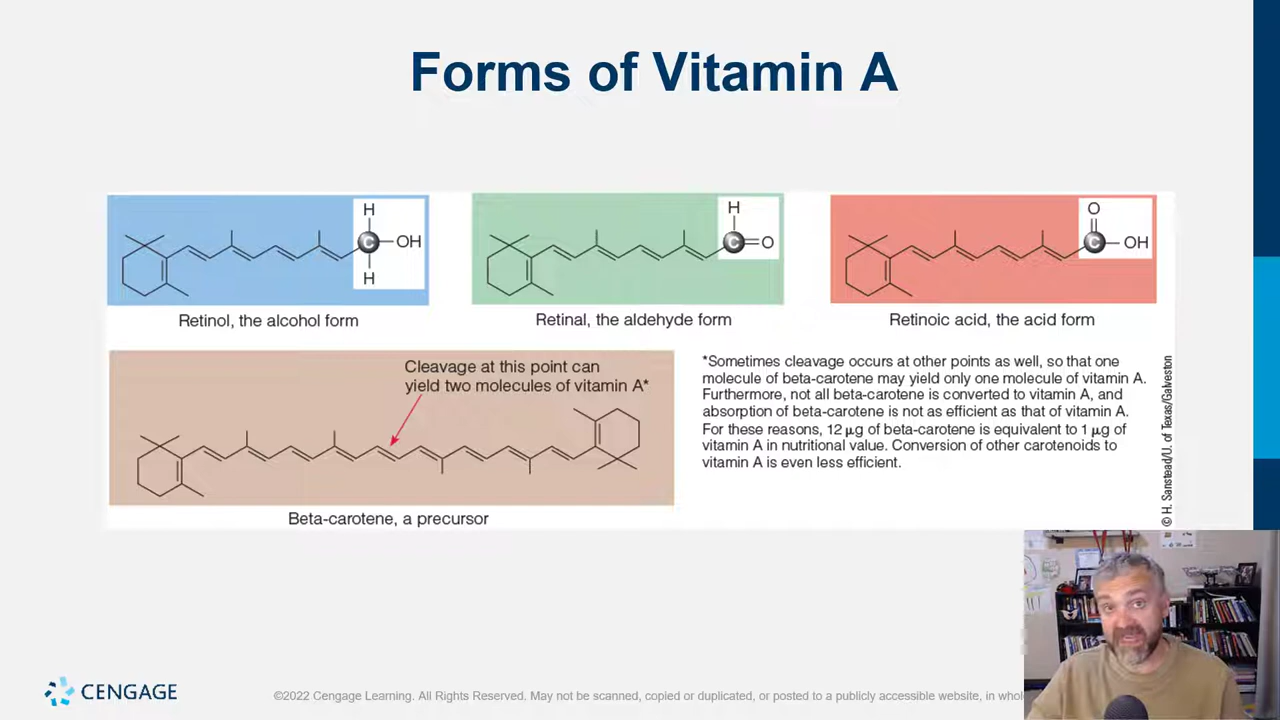 Forms of Vitamin A
H
C
OH
H
Retinol, the alcohol form
H
C
O
Retinal, the aldehyde form
O
C
OH
Retinoic acid, the acid form
Cleavage at this point can
yield two molecules of vitamin A*
Beta-carotene, a precursor
*Sometimes cleavage occurs at other points as well, so that one
molecule of beta-carotene may yield only one molecule of vitamin A.
Furthermore, not all beta-carotene is converted to vitamin A, and
absorption of beta-carotene is not as efficient as that of vitamin A.
For these reasons, 12 μg of beta-carotene is equivalent to 1 μg of
vitamin A in nutritional value. Conversion of other carotenoids to
vitamin A is even less efficient.
© H. Sanstead/U. of Texas/Galveston
CENGAGE
©2022 Cengage Learning. All Rights Reserved. May not be scanned, copied or duplicated, or posted to a publicly accessible website, in whole